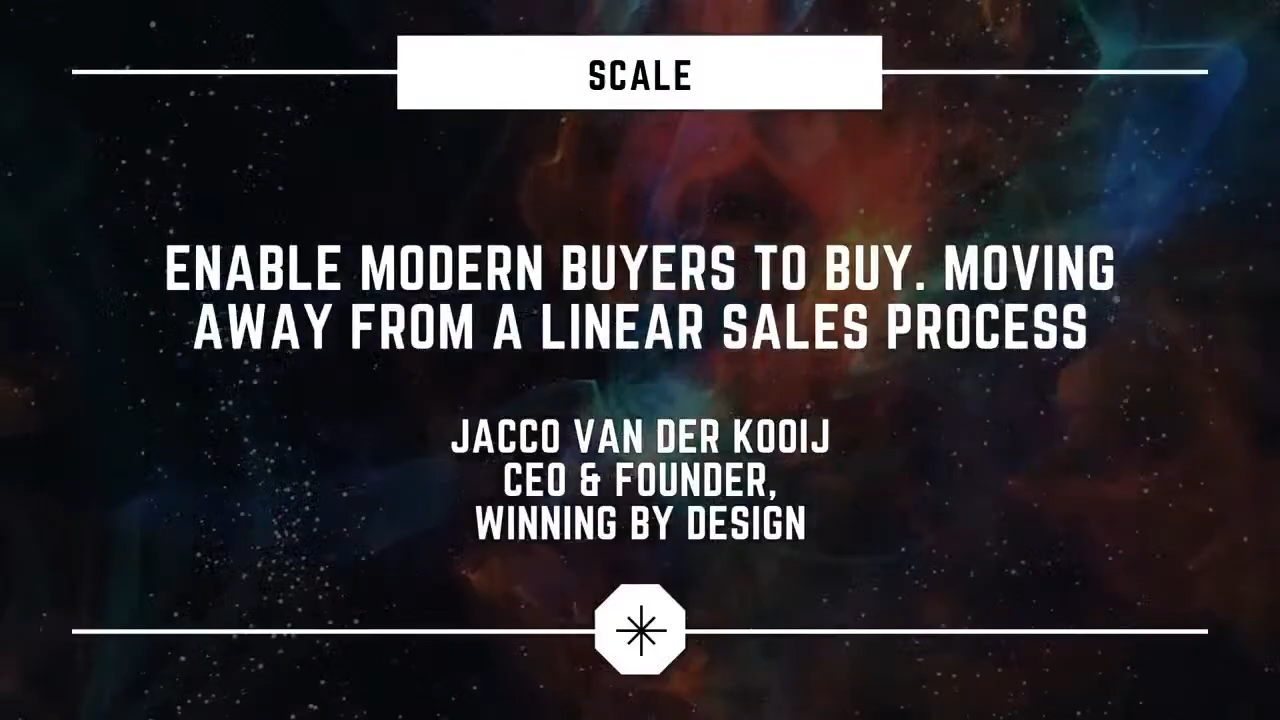 SCALE
ENABLE MODERN BUYERS TO BUY. MOVING
AWAY FROM A LINEAR SALES PROCESS
JACCO VAN DER KOOIJ
CEO & FOUNDER,
WINNING BY DESIGN